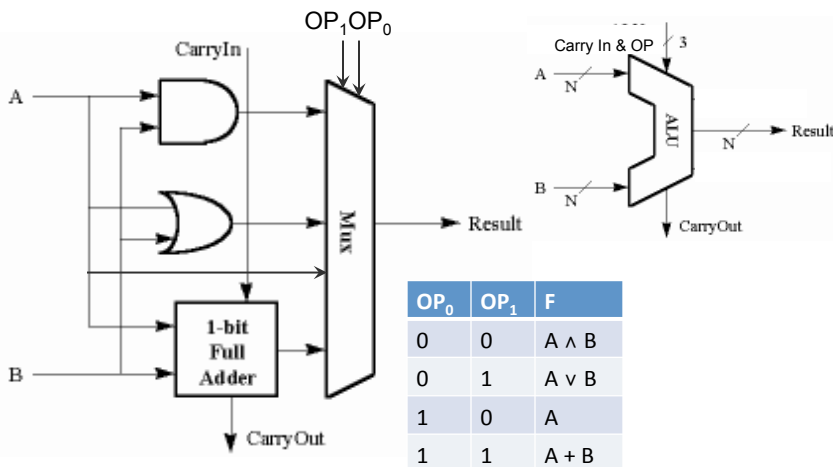 OP₁OP₀
CarryIn
A
B
Mux
Result
1-bit
Full
Adder
CarryOut
Carry In & OP
3
A
N
ALU
N
Result
B
N
CarryOut
OP₀ OP₁ F
0 0 A ∧ B
0 1 A ∨ B
1 0 A
1 1 A + B